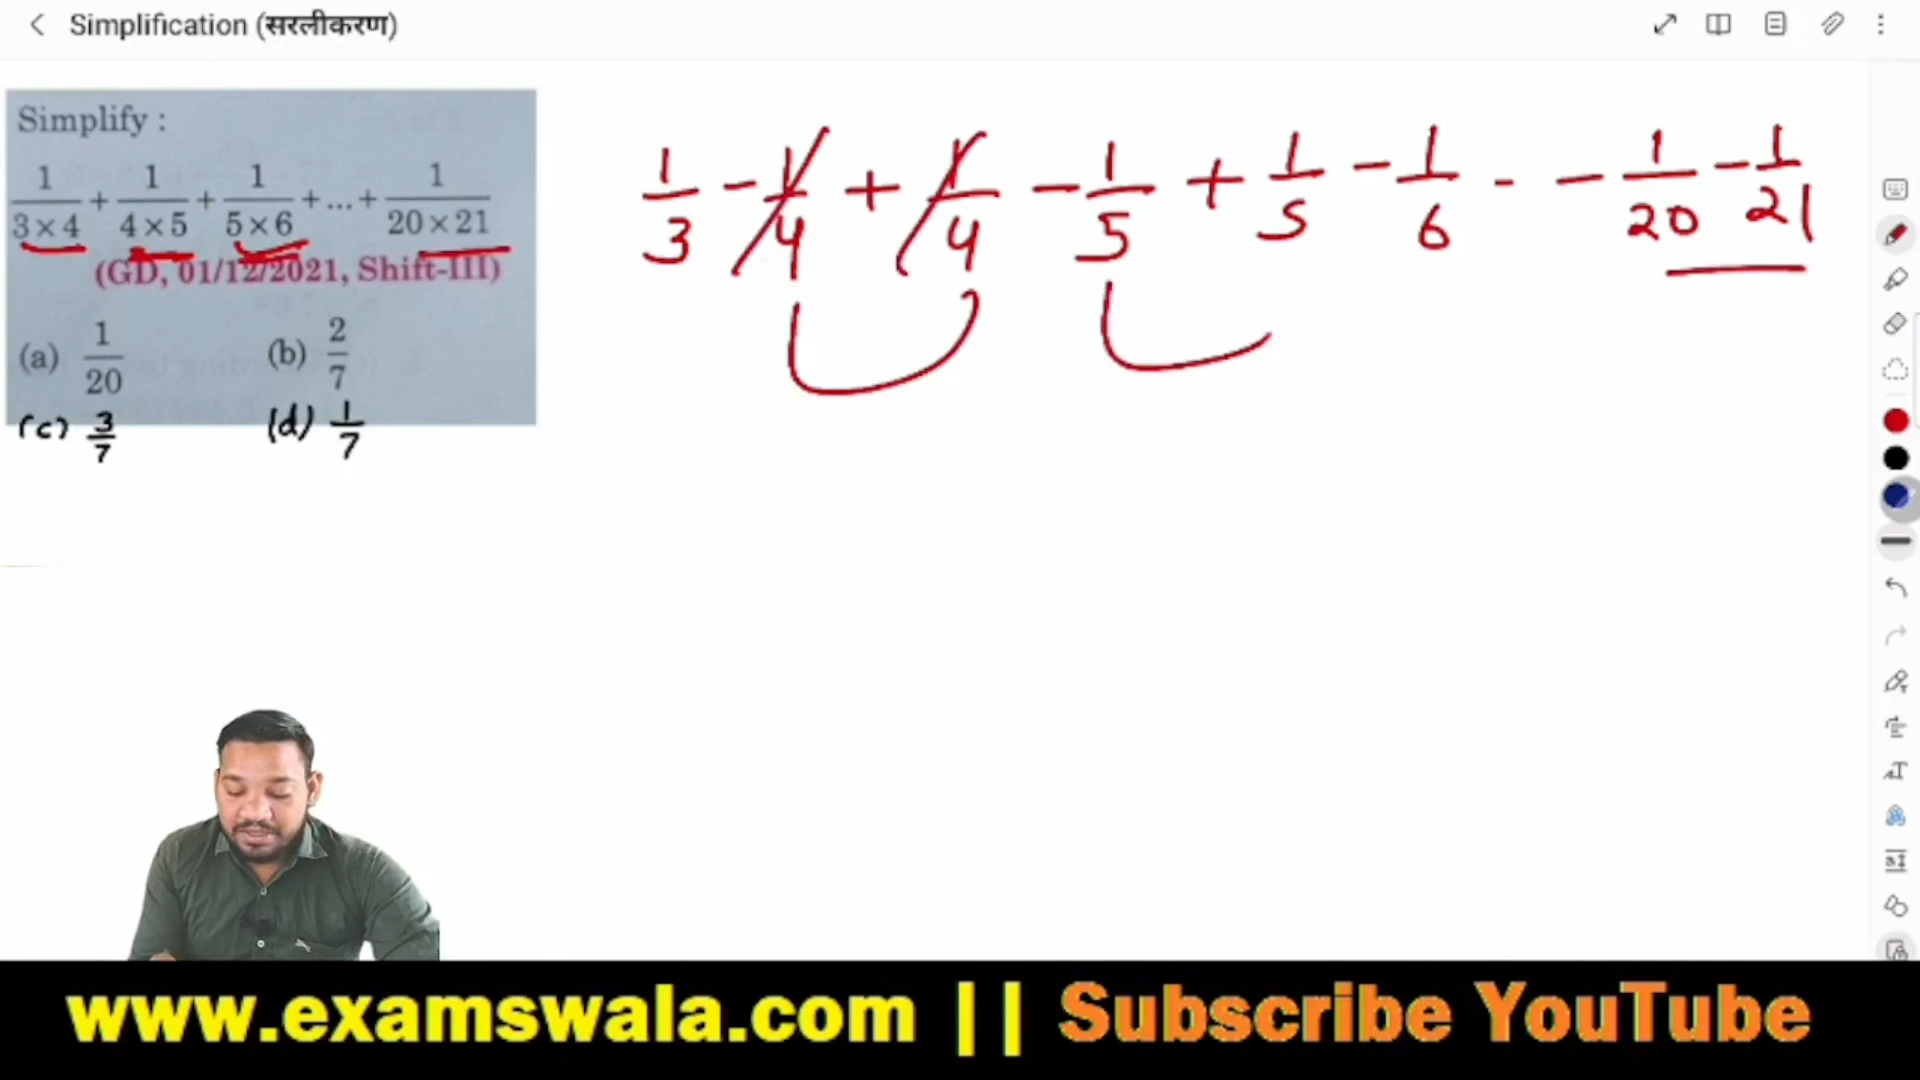 Simplification (सरलीकरण)
Simplify :
1/(3×4) + 1/(4×5) + 1/(5×6) + ... + 1/(20×21)
(GD, 01/12/2021, Shift-III)
(a) 1/20 (b) 2/7
(c) 3/7 (d) 1/7
1/3 - 1/4 + 1/4 - 1/5 + 1/5 - 1/6 - - 1/20 - 1/21
www.examswala.com || Subscribe YouTube